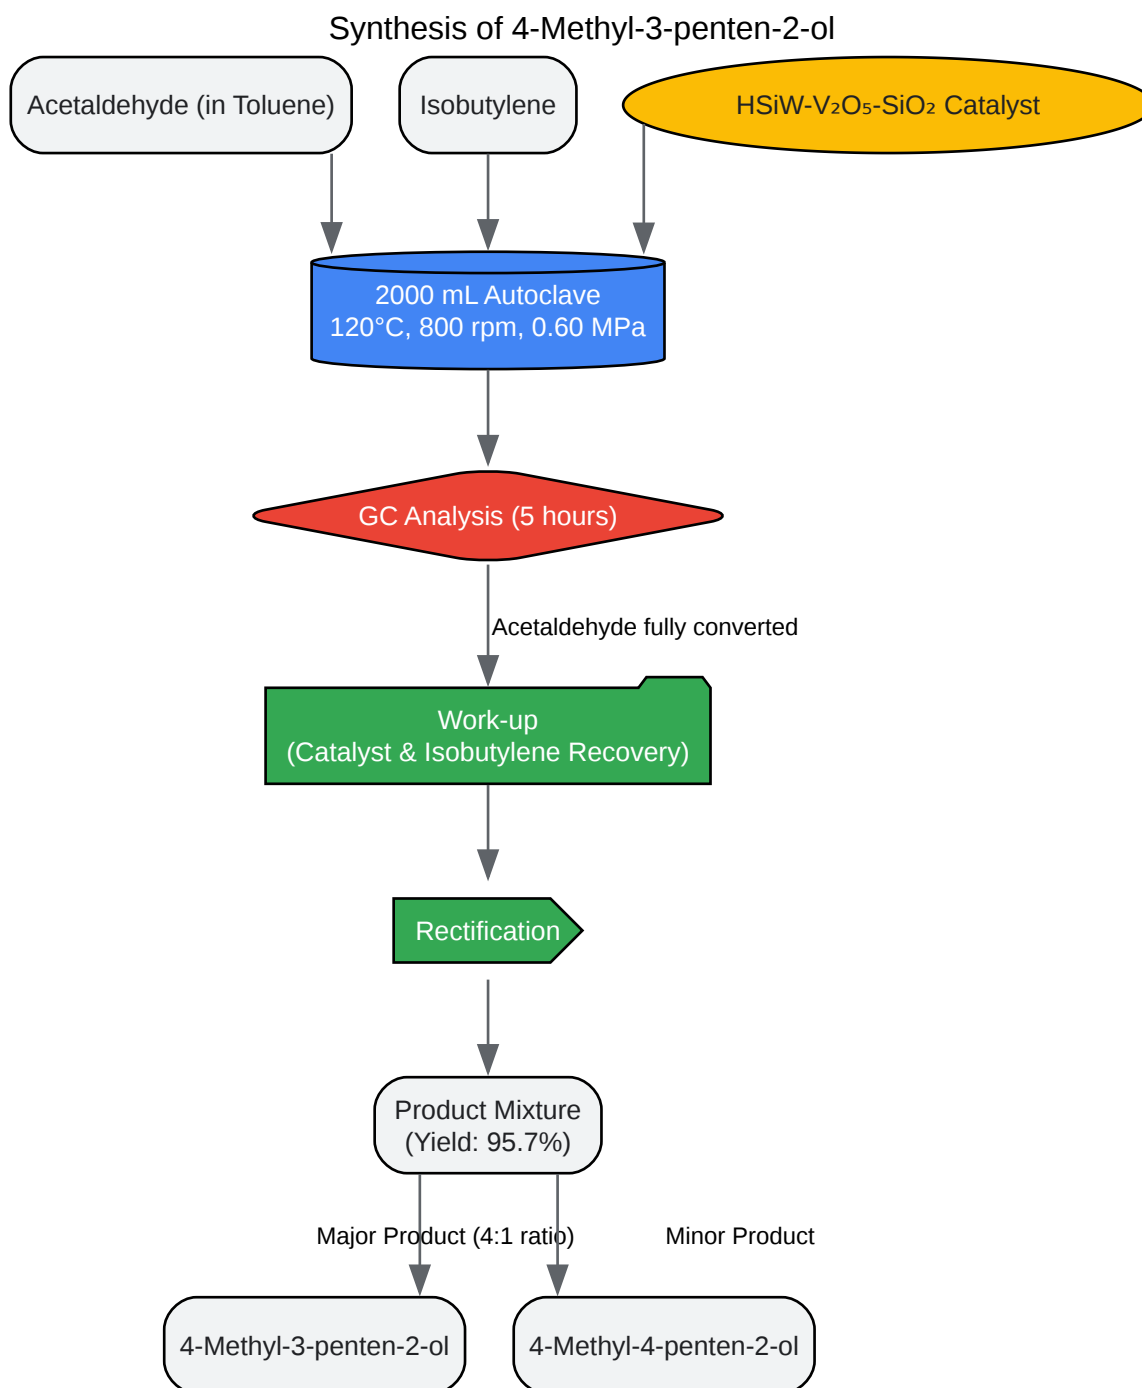 Synthesis of 4-Methyl-3-penten-2-ol
Acetaldehyde (in Toluene)
Isobutylene
HSiW-V₂O₅-SiO₂ Catalyst
2000 mL Autoclave
120°C, 800 rpm, 0.60 MPa
GC Analysis (5 hours)
Acetaldehyde fully converted
Work-up
(Catalyst & Isobutylene Recovery)
Rectification
Product Mixture
(Yield: 95.7%)
Major Product (4:1 ratio)
Minor Product
4-Methyl-3-penten-2-ol
4-Methyl-4-penten-2-ol